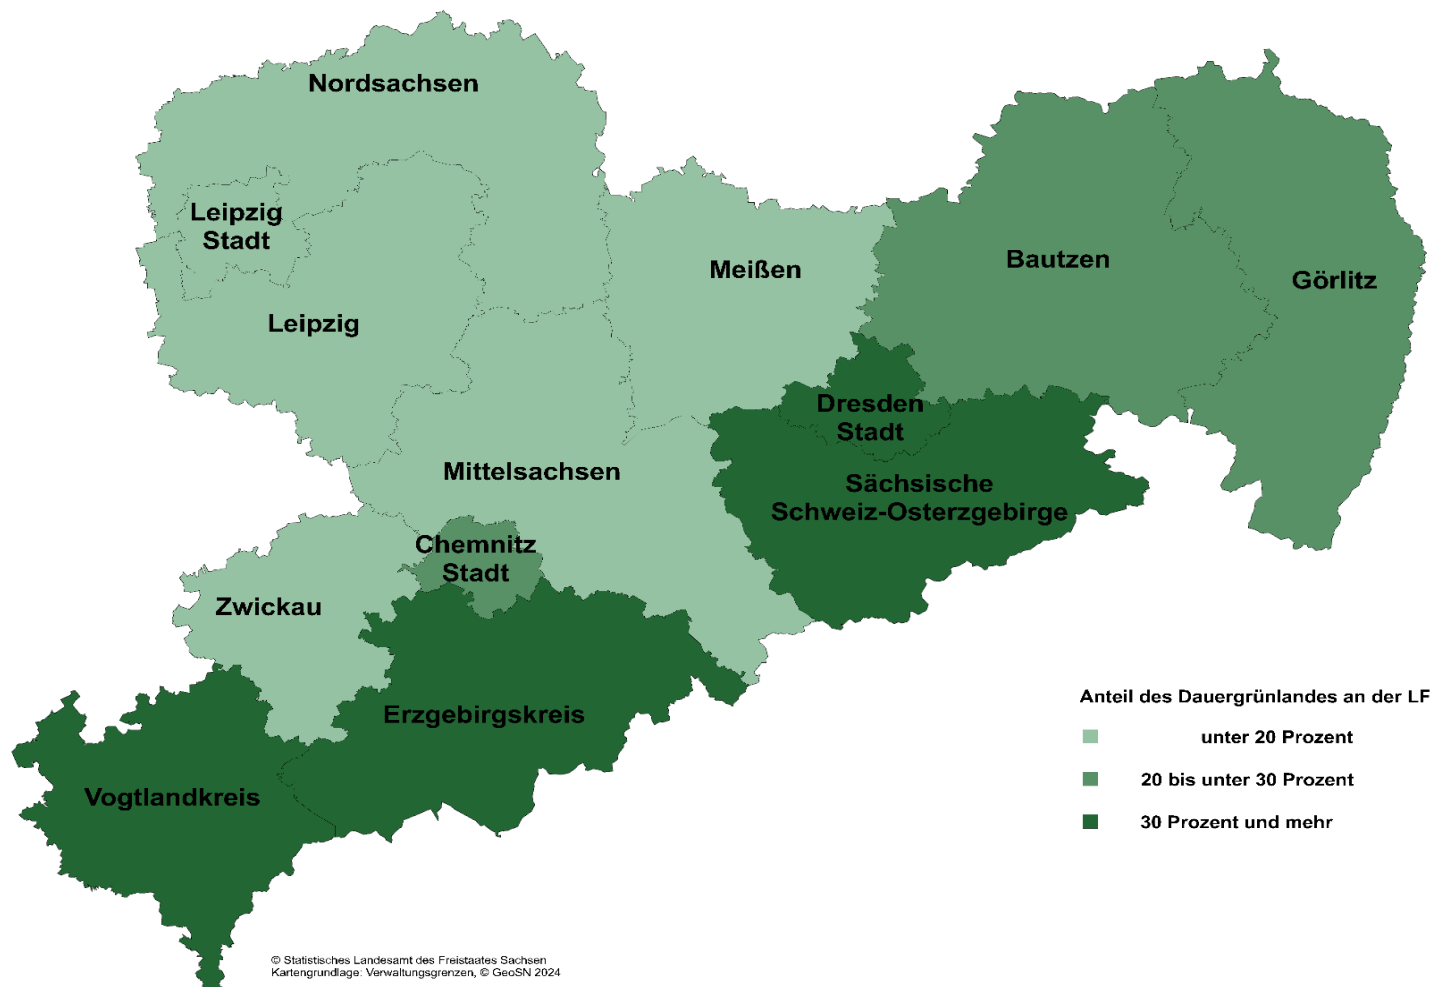 Nordsachsen
Leipzig
Stadt
Leipzig
Meißen
Bautzen
Görlitz
Dresden
Stadt
Mittelsachsen
Sächsische
Schweiz-Osterzgebirge
Chemnitz
Stadt
Zwickau
Erzgebirgskreis
Vogtlandkreis
Anteil des Dauergrünlandes an der LF
unter 20 Prozent
20 bis unter 30 Prozent
30 Prozent und mehr
© Statistisches Landesamt des Freistaates Sachsen
Kartengrundlage: Verwaltungsgrenzen, © GeoSN 2024